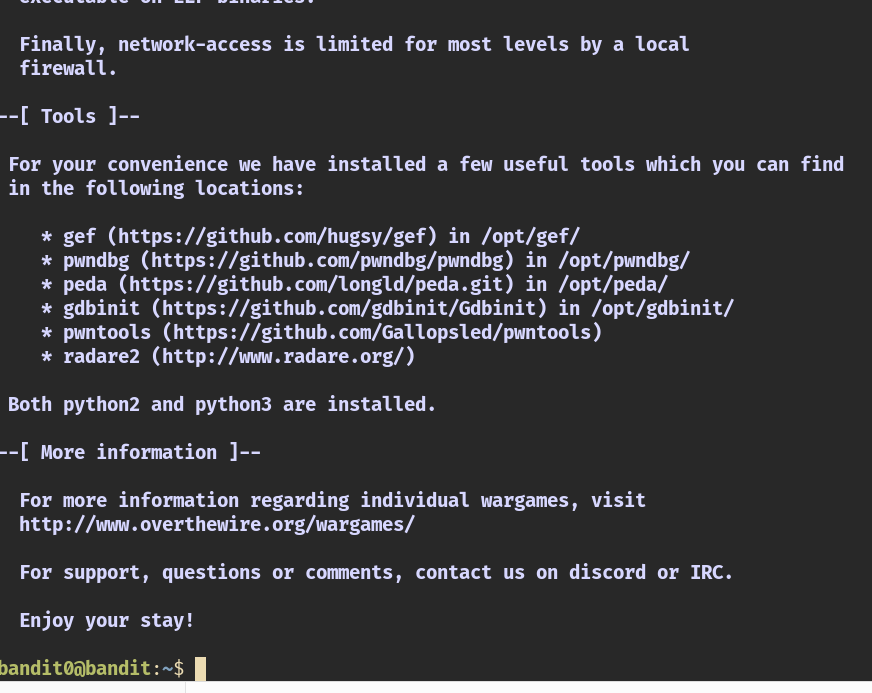 Finally, network-access is limited for most levels by a local
firewall.
--[ Tools ]--
For your convenience we have installed a few useful tools which you can find
in the following locations:
* gef (https://github.com/hugsy/gef) in /opt/gef/
* pwndbg (https://github.com/pwndbg/pwndbg) in /opt/pwndbg/
* peda (https://github.com/longld/peda.git) in /opt/peda/
* gdbinit (https://github.com/gdbinit/Gdbinit) in /opt/gdbinit/
* pwntools (https://github.com/Gallopsled/pwntools)
* radare2 (http://www.radare.org/)
Both python2 and python3 are installed.
--[ More information ]--
For more information regarding individual wargames, visit
http://www.overthewire.org/wargames/
For support, questions or comments, contact us on discord or IRC.
Enjoy your stay!
bandit0@bandit:~$